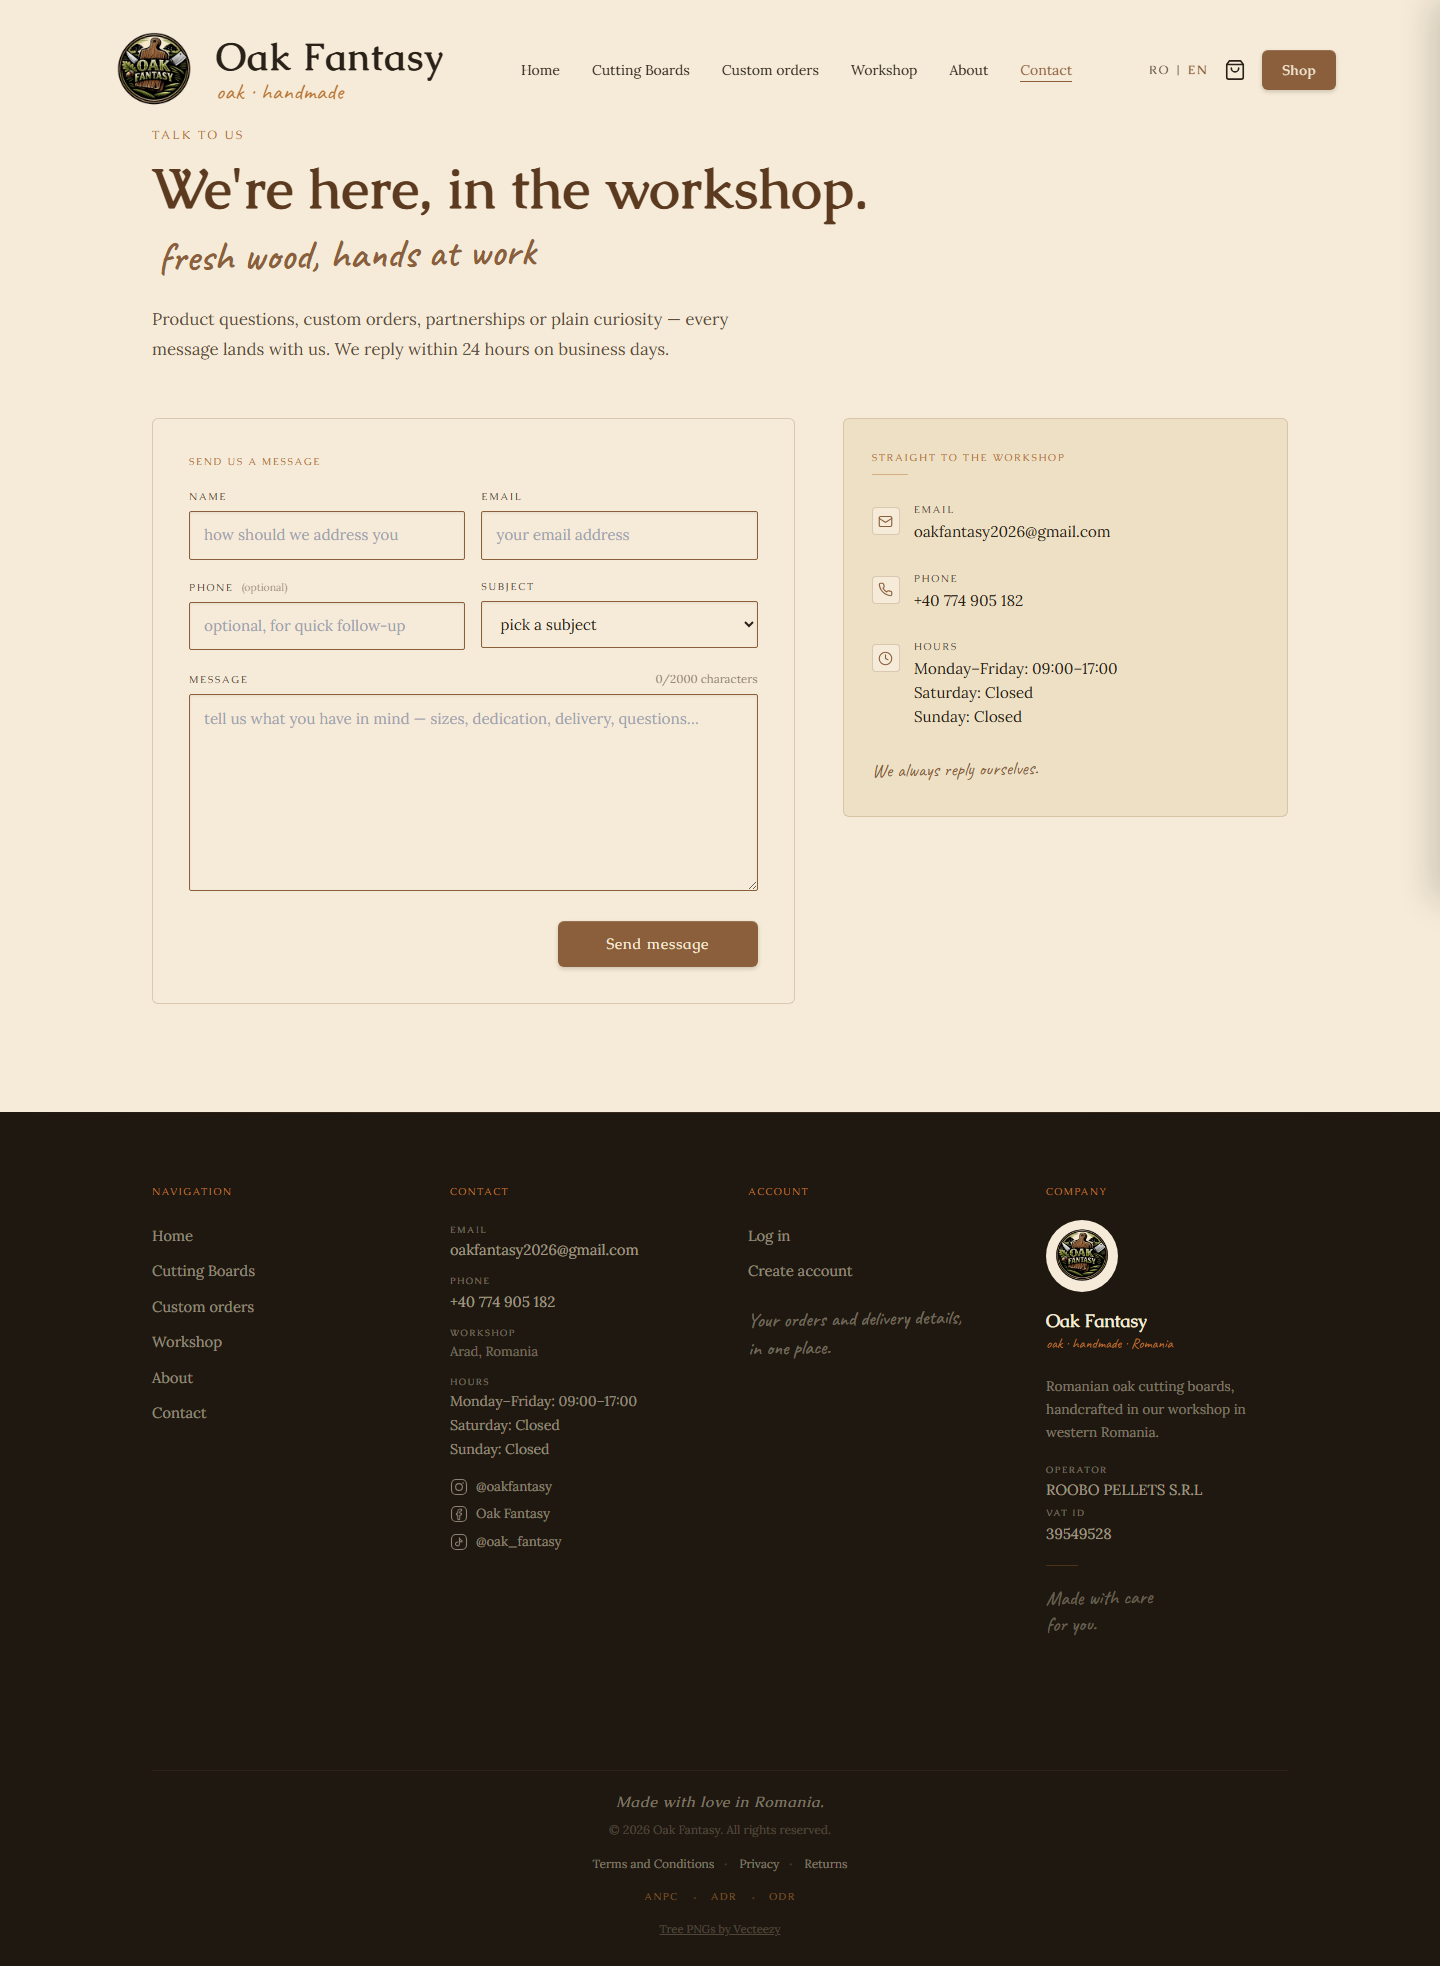 OAK
FANTASY
Oak Fantasy
oak · handmade
Home
Cutting Boards
Custom orders
Workshop
About
Contact
RO | EN
Shop
TALK TO US
We're here, in the workshop.
fresh wood, hands at work
Product questions, custom orders, partnerships or plain curiosity — every
message lands with us. We reply within 24 hours on business days.
SEND US A MESSAGE
NAME
how should we address you
EMAIL
your email address
PHONE (optional)
optional, for quick follow-up
SUBJECT
pick a subject
MESSAGE
0/2000 characters
tell us what you have in mind — sizes, dedication, delivery, questions...
Send message
STRAIGHT TO THE WORKSHOP
EMAIL
oakfantasy2026@gmail.com
PHONE
+40 774 905 182
HOURS
Monday–Friday: 09:00–17:00
Saturday: Closed
Sunday: Closed
We always reply ourselves.
NAVIGATION
Home
Cutting Boards
Custom orders
Workshop
About
Contact
CONTACT
EMAIL
oakfantasy2026@gmail.com
PHONE
+40 774 905 182
WORKSHOP
Arad, Romania
HOURS
Monday–Friday: 09:00–17:00
Saturday: Closed
Sunday: Closed
@oakfantasy
Oak Fantasy
@oak_fantasy
ACCOUNT
Log in
Create account
Your orders and delivery details,
in one place.
COMPANY
OAK
FANTASY
Oak Fantasy
oak · handmade · Romania
Romanian oak cutting boards,
handcrafted in our workshop in
western Romania.
OPERATOR
ROOBO PELLETS S.R.L
VAT ID
39549528
Made with care
for you.
Made with love in Romania.
© 2026 Oak Fantasy. All rights reserved.
Terms and Conditions · Privacy · Returns
ANPC · ADR · ODR
Tree PNGs by Vecteezy